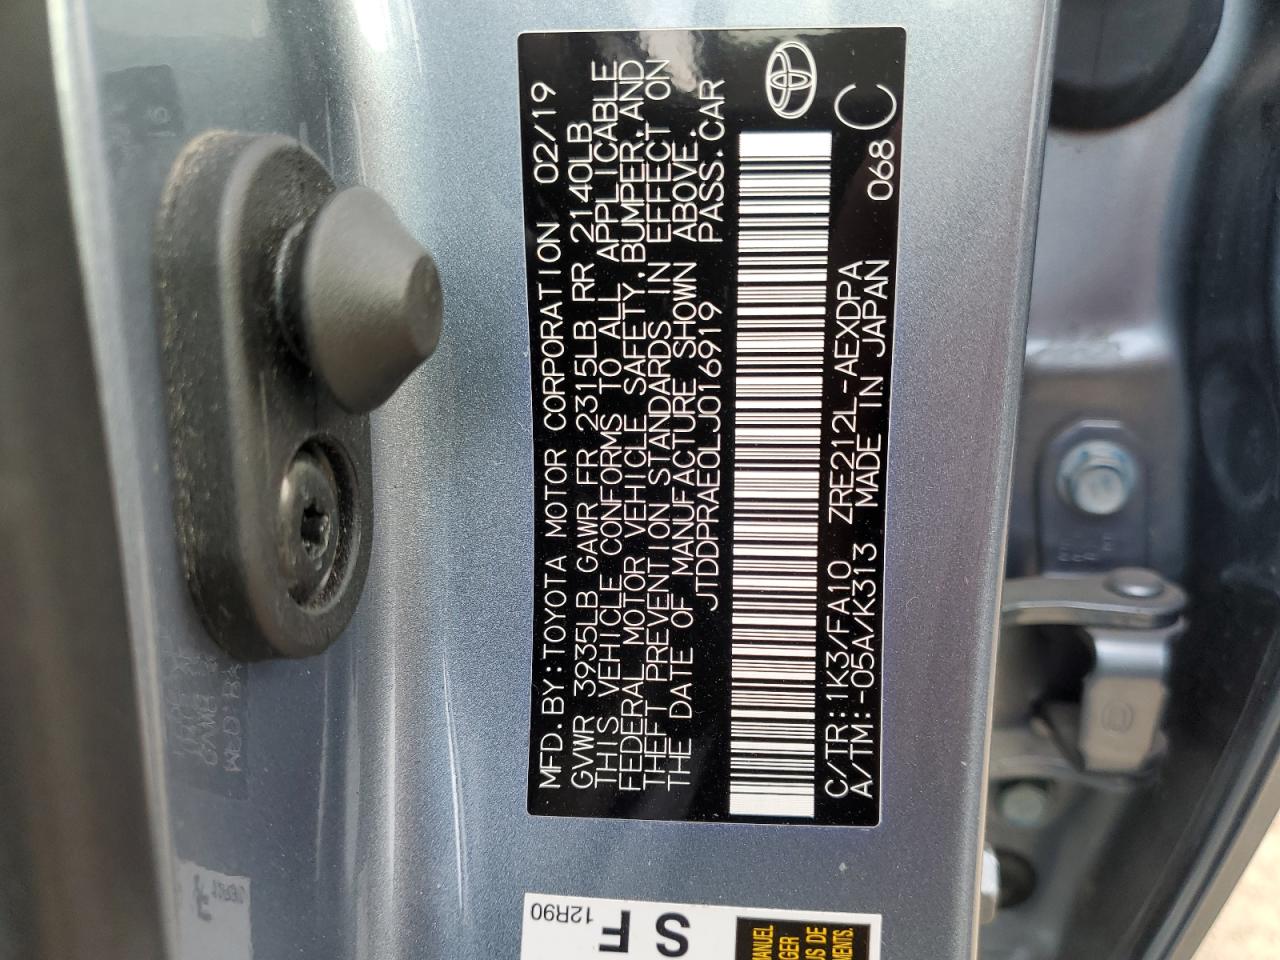 MFD.BY:TOYOTA MOTOR CORPORATION 02/19
GVWR 3935LB GAWR FR 2315LB RR 2140LB
THIS VEHICLE CONFORMS TO ALL APPLICABLE
FEDERAL MOTOR VEHICLE SAFETY,BUMPER,AND
THEFT PREVENTION STANDARDS IN EFFECT ON
THE DATE OF MANUFACTURE SHOWN ABOVE.
JTDDPRAE0LJ016919 PASS.CAR
C/TR:1K3/FA10 ZRE212L-AEXDPA 068
A/TM:-05A/K313 MADE IN JAPAN C
12R90
S
F